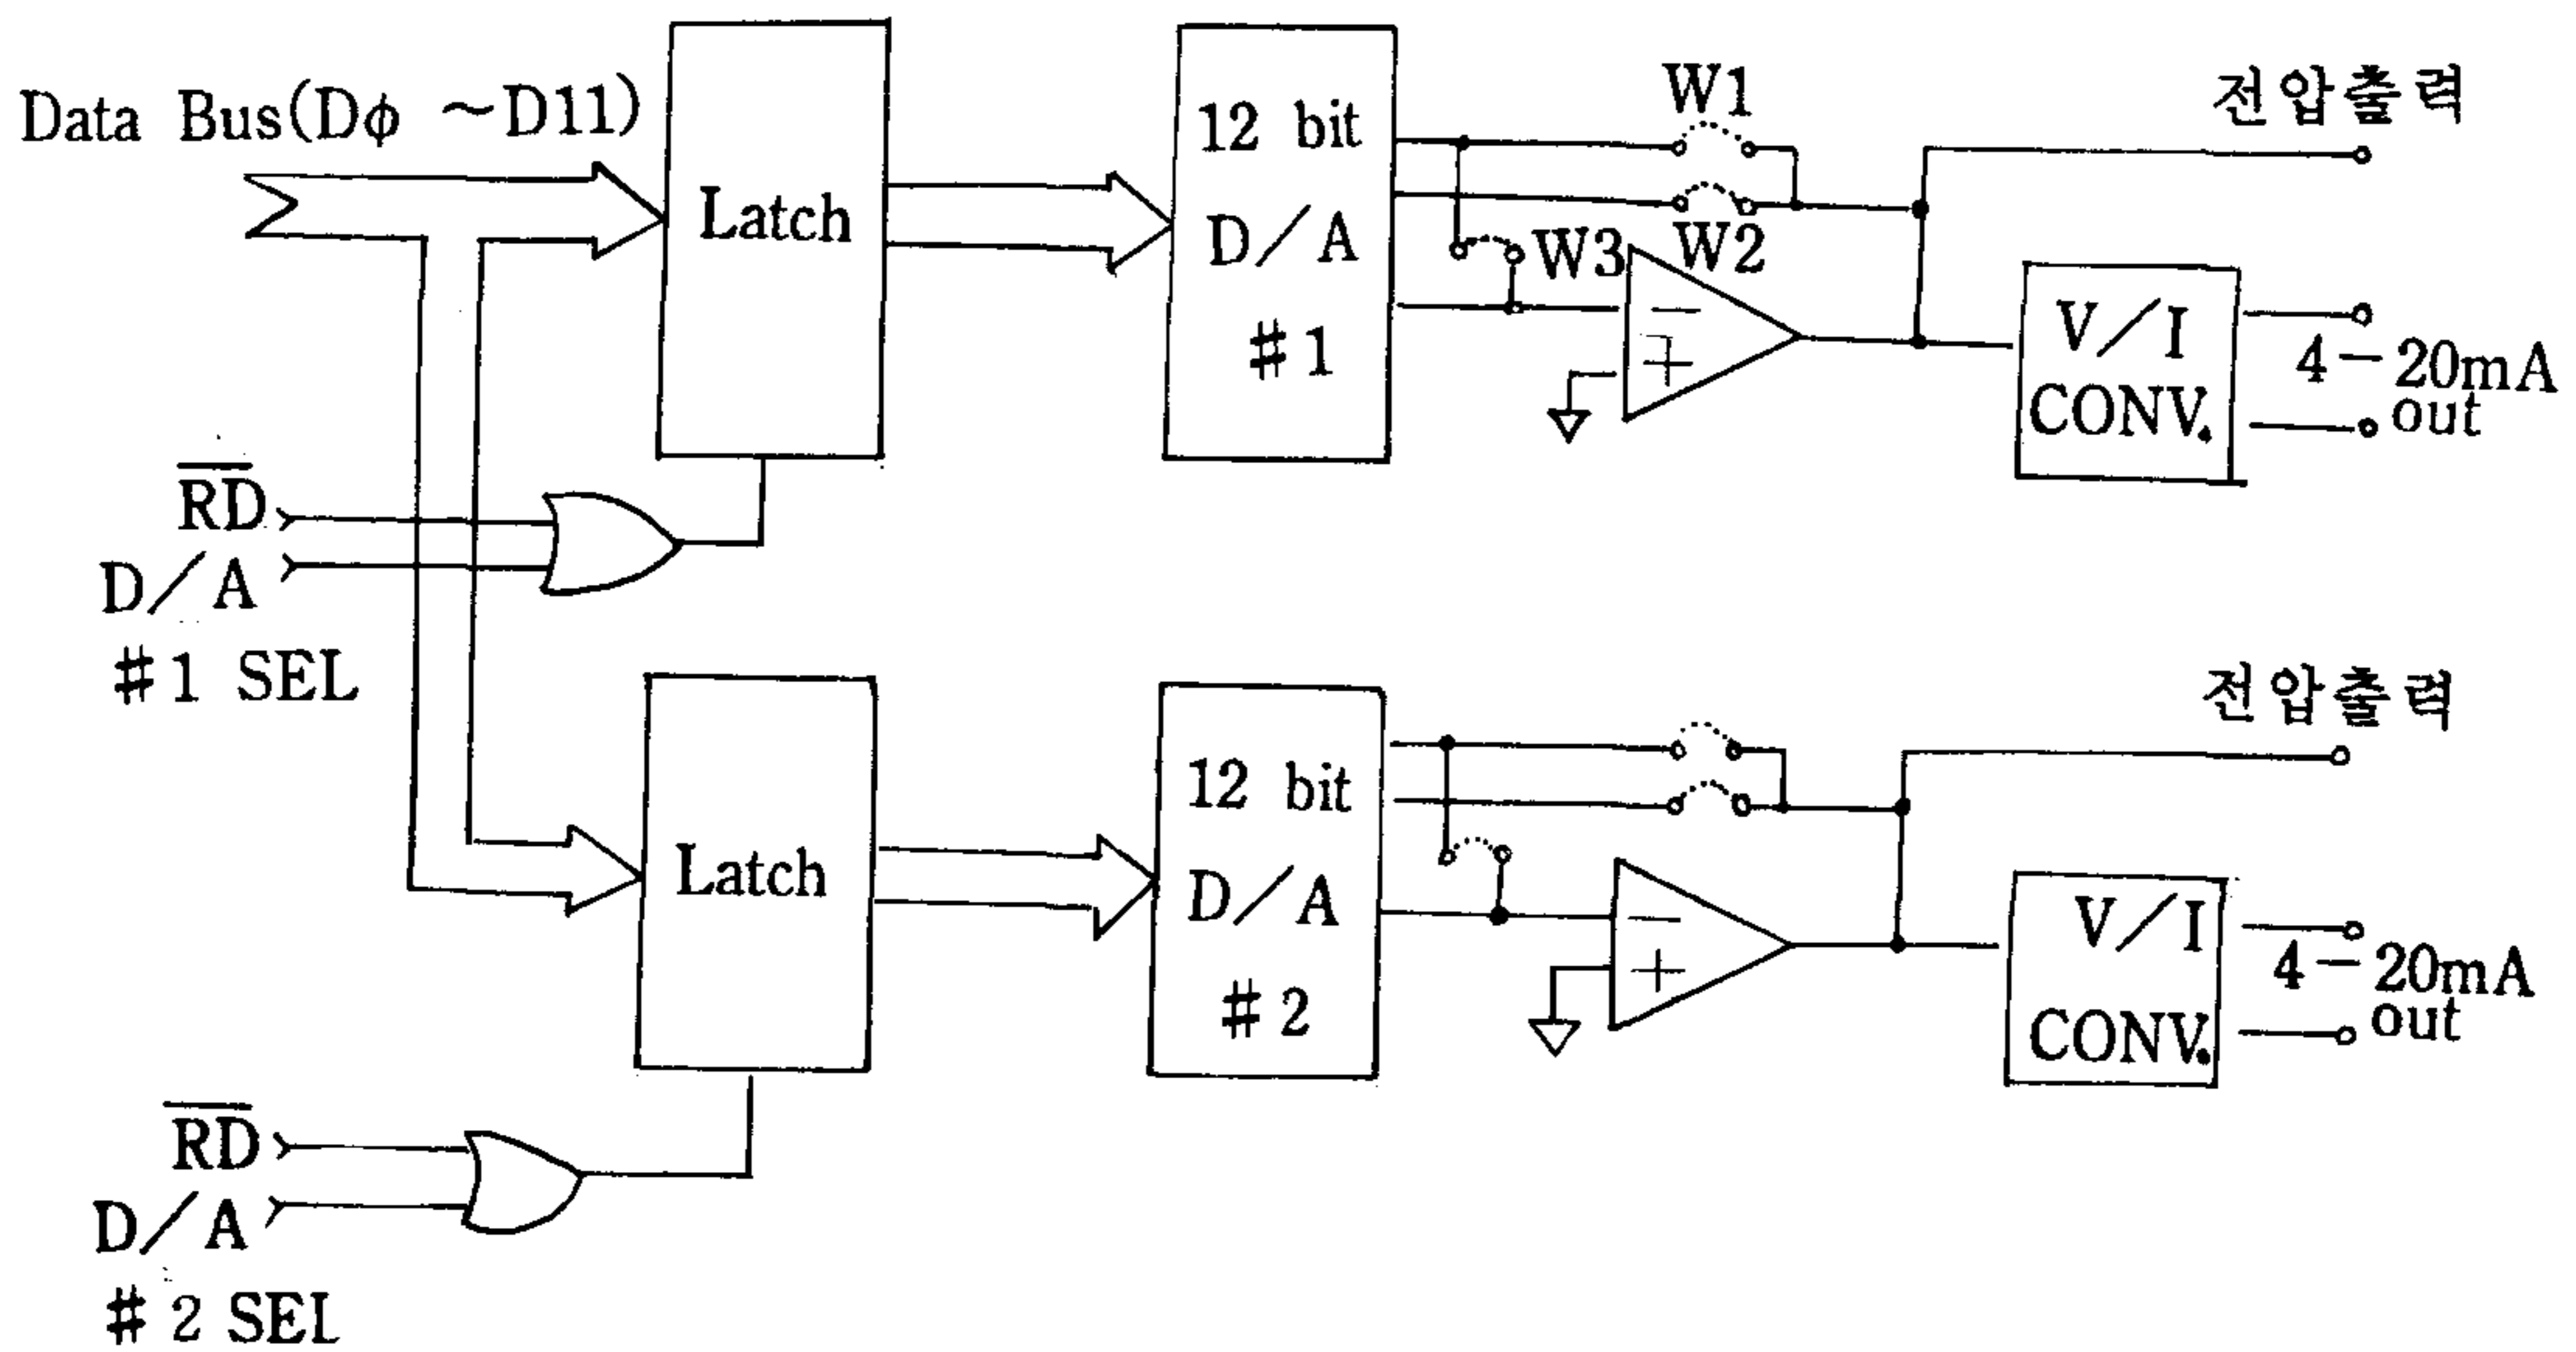 Data Bus(Dφ ~D11)
Latch
12 bit
D/A
#1
W1
W2
W3
전압출력
−
+
V/I
CONV.
4-20mA
out
RD
D/A
#1 SEL
Latch
12 bit
D/A
#2
전압출력
−
+
V/I
CONV.
4-20mA
out
RD
D/A
#2 SEL